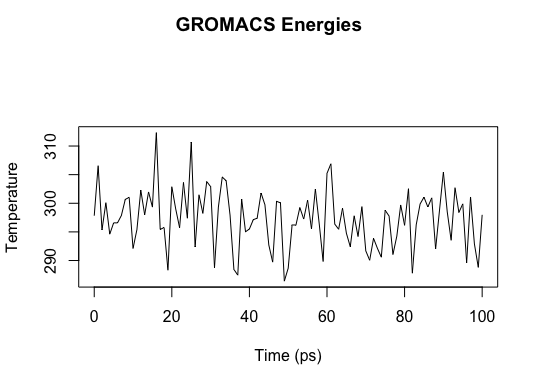 GROMACS Energies
Temperature
310
300
290
0 20 40 60 80 100
Time (ps)